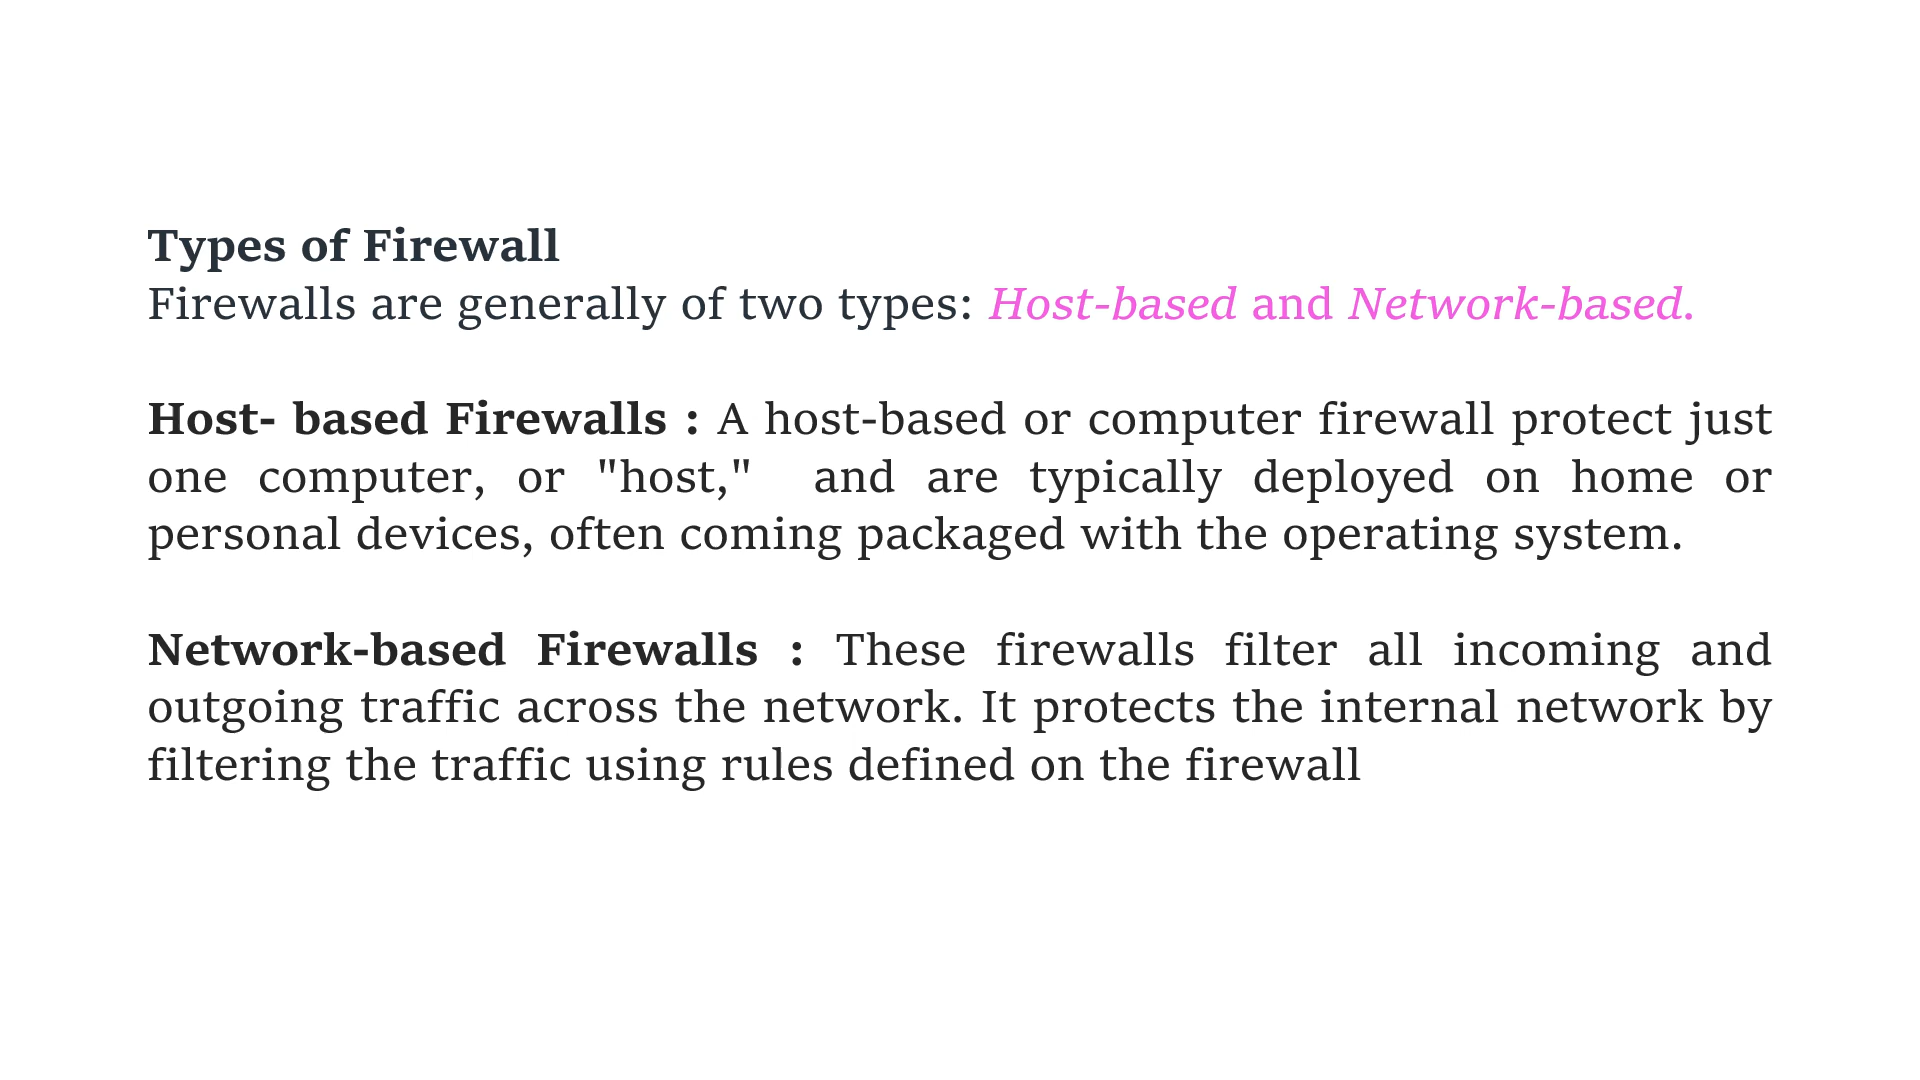 Types of Firewall
Firewalls are generally of two types: Host-based and Network-based.
Host- based Firewalls : A host-based or computer firewall protect just
one computer, or "host,"  and are typically deployed on home or
personal devices, often coming packaged with the operating system.
Network-based Firewalls : These firewalls filter all incoming and
outgoing traffic across the network. It protects the internal network by
filtering the traffic using rules defined on the firewall